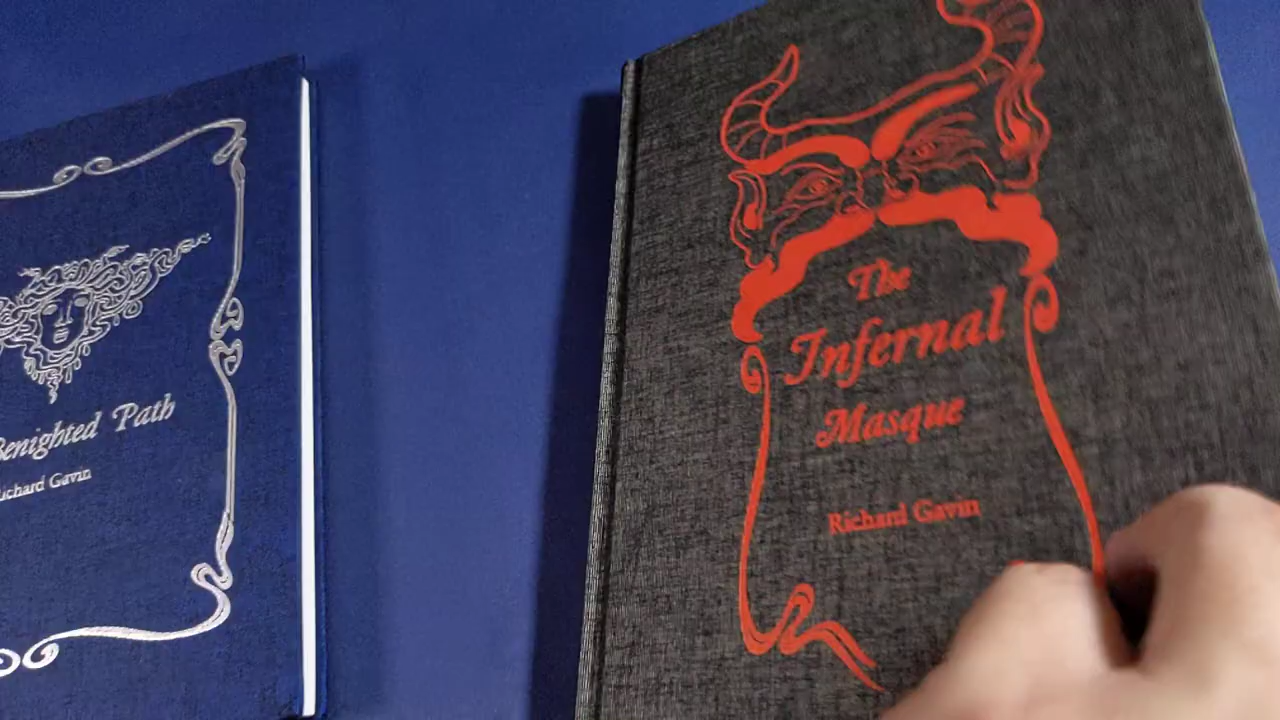 Benighted Path
Richard Gavin
The
Infernal
Masque
Richard Gavin